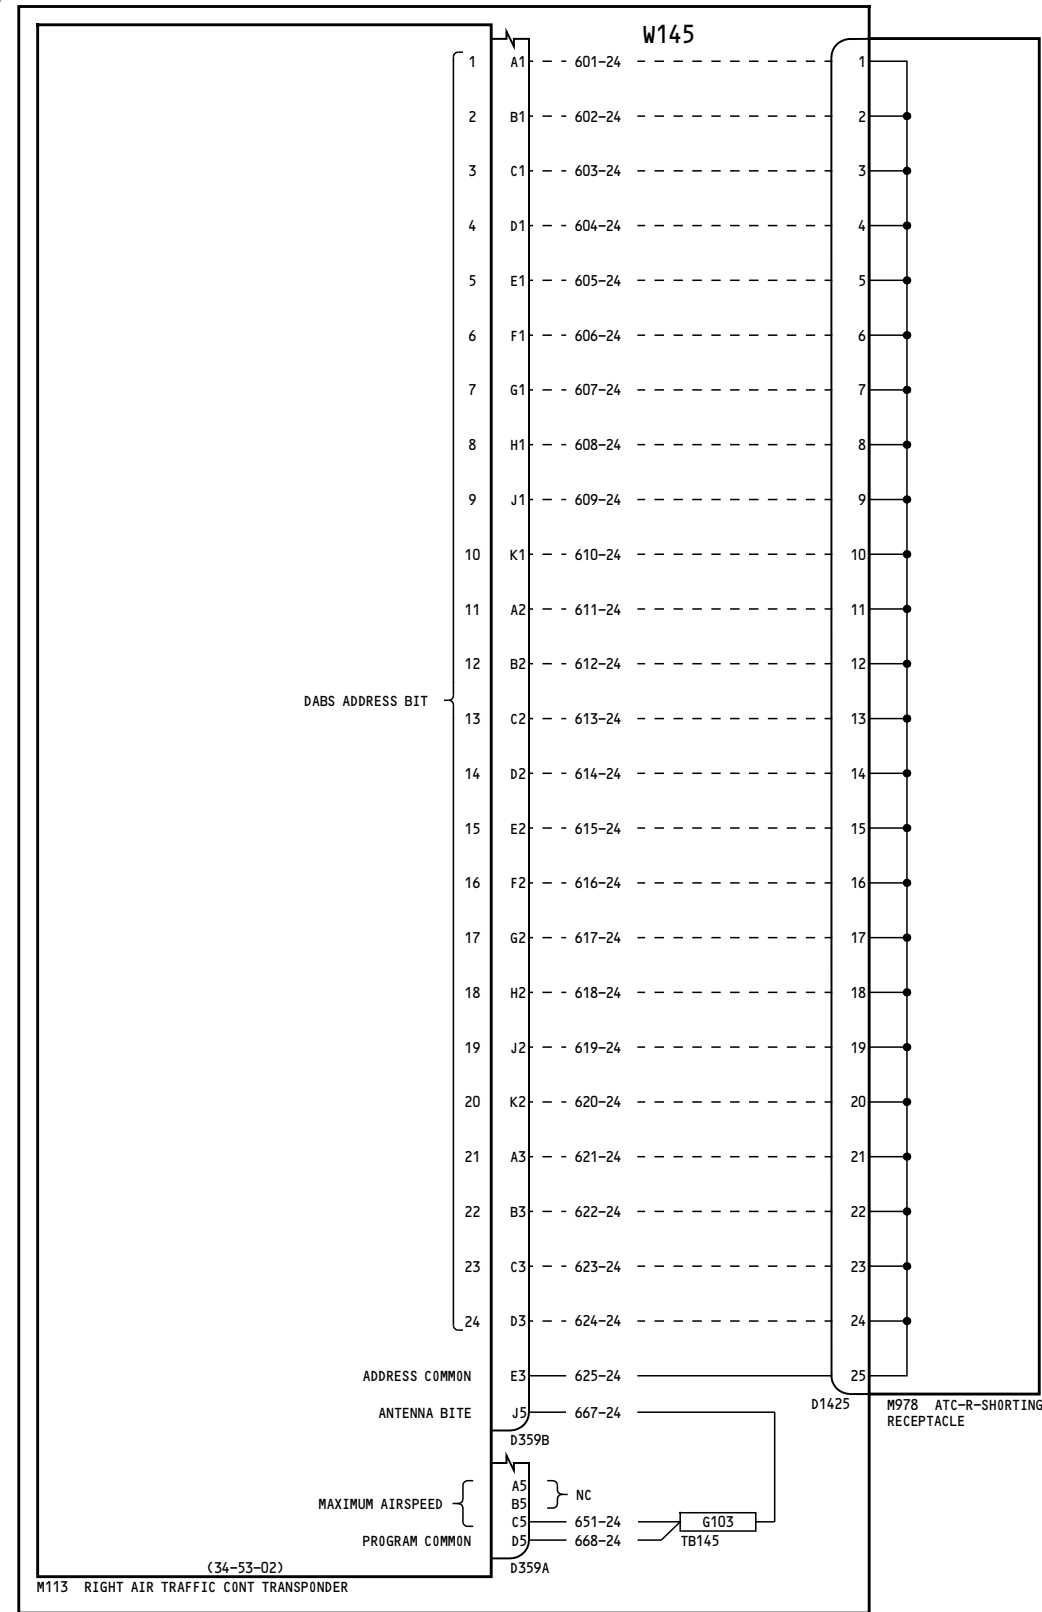 W145
1 A1 601-24 1
2 B1 602-24 2
3 C1 603-24 3
4 D1 604-24 4
5 E1 605-24 5
6 F1 606-24 6
7 G1 607-24 7
8 H1 608-24 8
9 J1 609-24 9
10 K1 610-24 10
11 A2 611-24 11
12 B2 612-24 12
DABS ADDRESS BIT
13 C2 613-24 13
14 D2 614-24 14
15 E2 615-24 15
16 F2 616-24 16
17 G2 617-24 17
18 H2 618-24 18
19 J2 619-24 19
20 K2 620-24 20
21 A3 621-24 21
22 B3 622-24 22
23 C3 623-24 23
24 D3 624-24 24
ADDRESS COMMON E3 625-24 25
ANTENNA BITE J5 667-24
D1425
M978 ATC-R-SHORTING
RECEPTACLE
D359B
A5
B5
NC
MAXIMUM AIRSPEED
C5 651-24 G103
PROGRAM COMMON D5 668-24 TB145
(34-53-02)
D359A
M113 RIGHT AIR TRAFFIC CONT TRANSPONDER